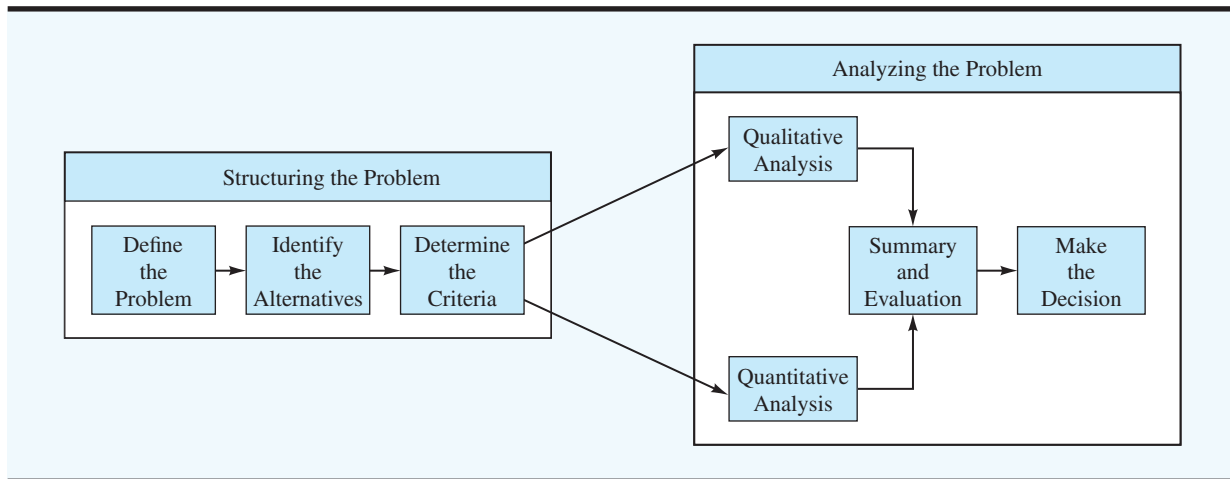 Structuring the Problem
Define
the
Problem
Identify
the
Alternatives
Determine
the
Criteria
Analyzing the Problem
Qualitative
Analysis
Quantitative
Analysis
Summary
and
Evaluation
Make
the
Decision